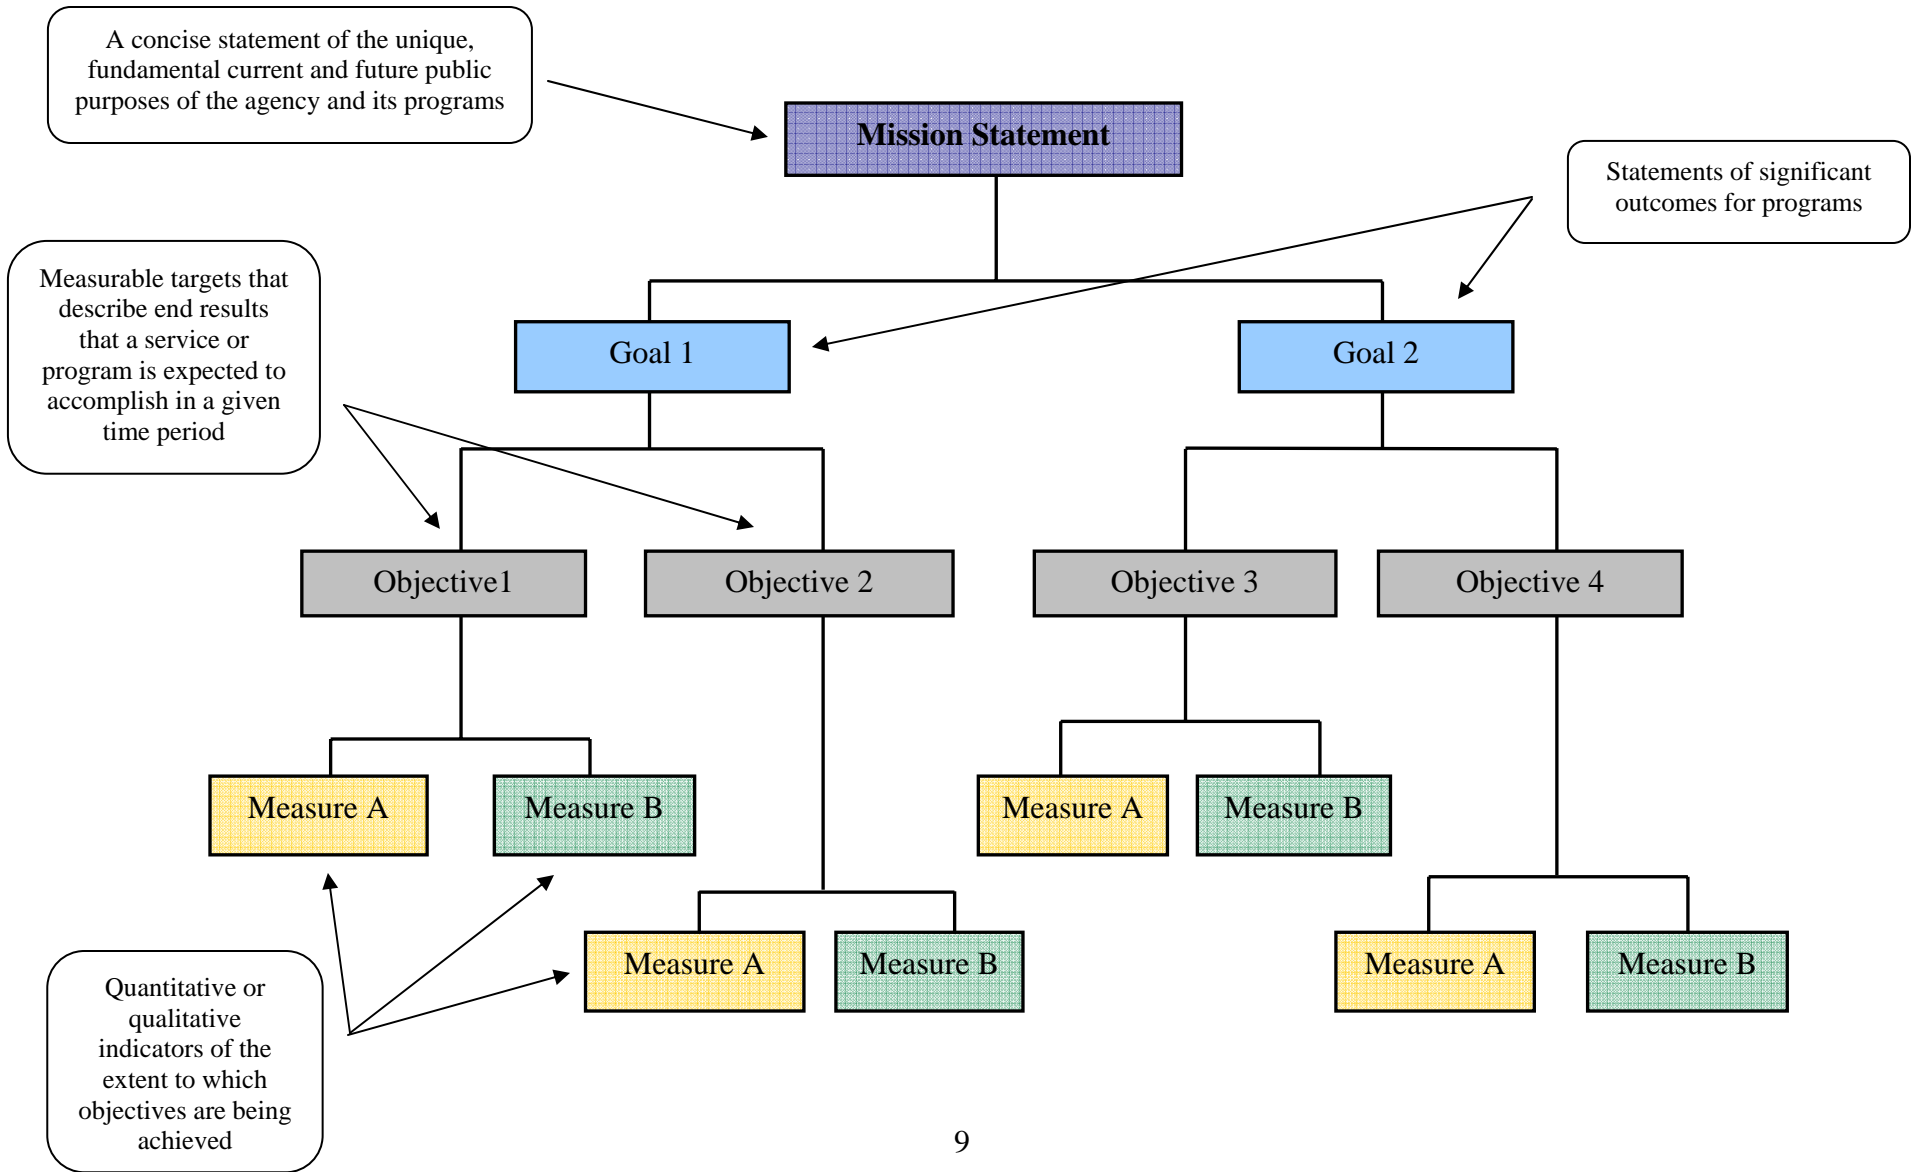 A concise statement of the unique,
fundamental current and future public
purposes of the agency and its programs
Mission Statement
Statements of significant
outcomes for programs
Measurable targets that
describe end results
that a service or
program is expected to
accomplish in a given
time period
Goal 1
Goal 2
Objective1
Objective 2
Objective 3
Objective 4
Measure A
Measure B
Measure A
Measure B
Measure A
Measure B
Measure A
Measure B
Quantitative or
qualitative
indicators of the
extent to which
objectives are being
achieved
9